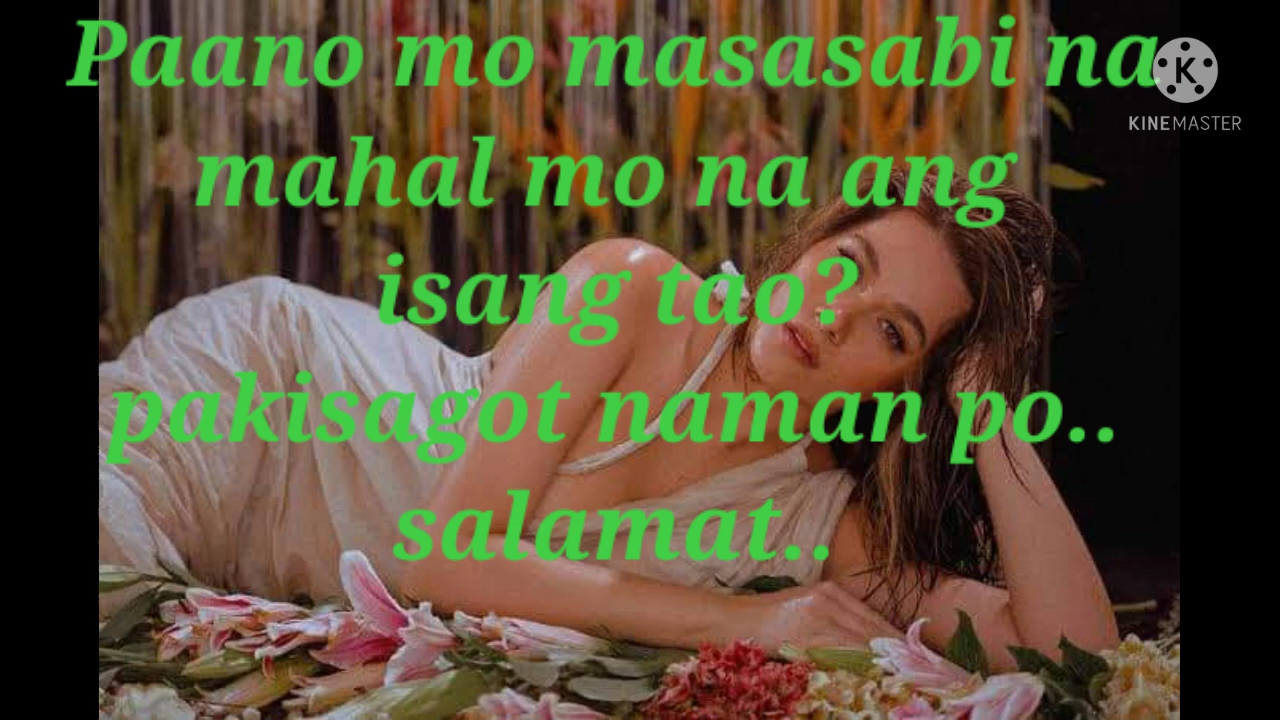 Paano mo masasabi na
mahal mo na ang
isang tao?
pakisagot naman po..
salamat..
K
KINEMASTER